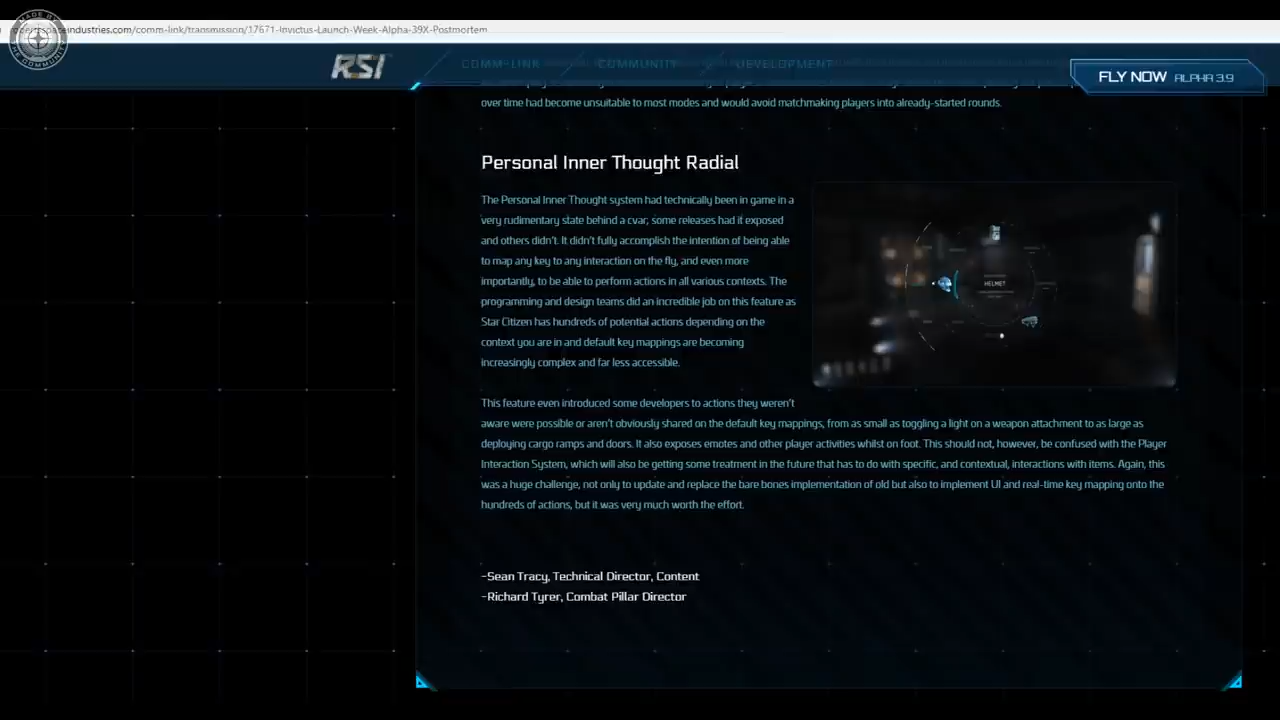 MADE BY
THE COMMUNITY
spaceindustries.com/comm-link/transmission/17671-Invictus-Launch-Week-Alpha-39X-Postmortem
RSI
COMM-LINK
COMMUNITY
DEVELOPMENT
FLY NOW ALPHA 3.9
over time had become unsuitable to most modes and would avoid matchmaking players into already-started rounds.
Personal Inner Thought Radial
The Personal Inner Thought system had technically been in game in a
very rudimentary state behind a cvar; some releases had it exposed
and others didn't. It didn't fully accomplish the intention of being able
to map any key to any interaction on the fly, and even more
importantly, to be able to perform actions in all various contexts. The
programming and design teams did an incredible job on this feature as
Star Citizen has hundreds of potential actions depending on the
context you are in and default key mappings are becoming
increasingly complex and far less accessible.
HELMET
This feature even introduced some developers to actions they weren't
aware were possible or aren't obviously shared on the default key mappings, from as small as toggling a light on a weapon attachment to as large as
deploying cargo ramps and doors. It also exposes emotes and other player activities whilst on foot. This should not, however, be confused with the Player
Interaction System, which will also be getting some treatment in the future that has to do with specific, and contextual, interactions with items. Again, this
was a huge challenge, not only to update and replace the bare bones implementation of old but also to implement UI and real-time key mapping onto the
hundreds of actions, but it was very much worth the effort.
-Sean Tracy, Technical Director, Content
-Richard Tyrer, Combat Pillar Director